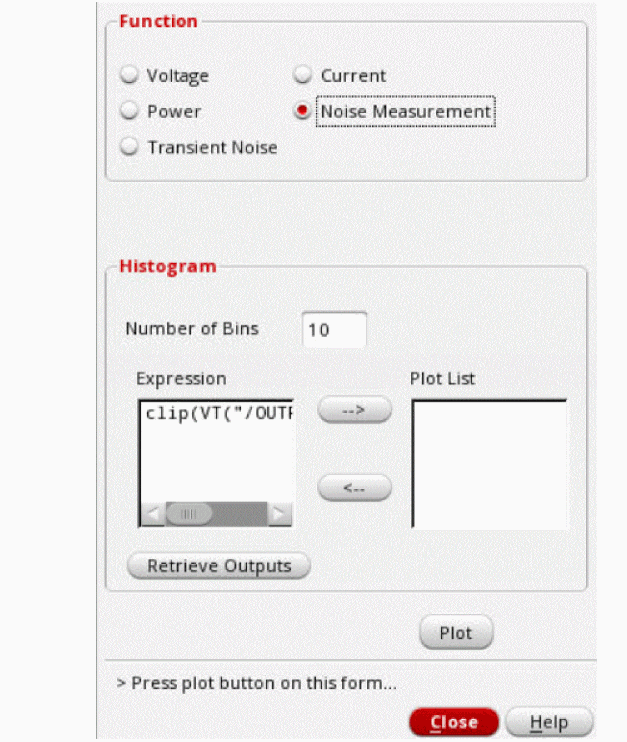 Function
Voltage Current
Power Noise Measurement
Transient Noise
Histogram
Number of Bins 10
Expression Plot List
clip(VT("/OUT
-->
<--
Retrieve Outputs
Plot
> Press plot button on this form...
Close Help